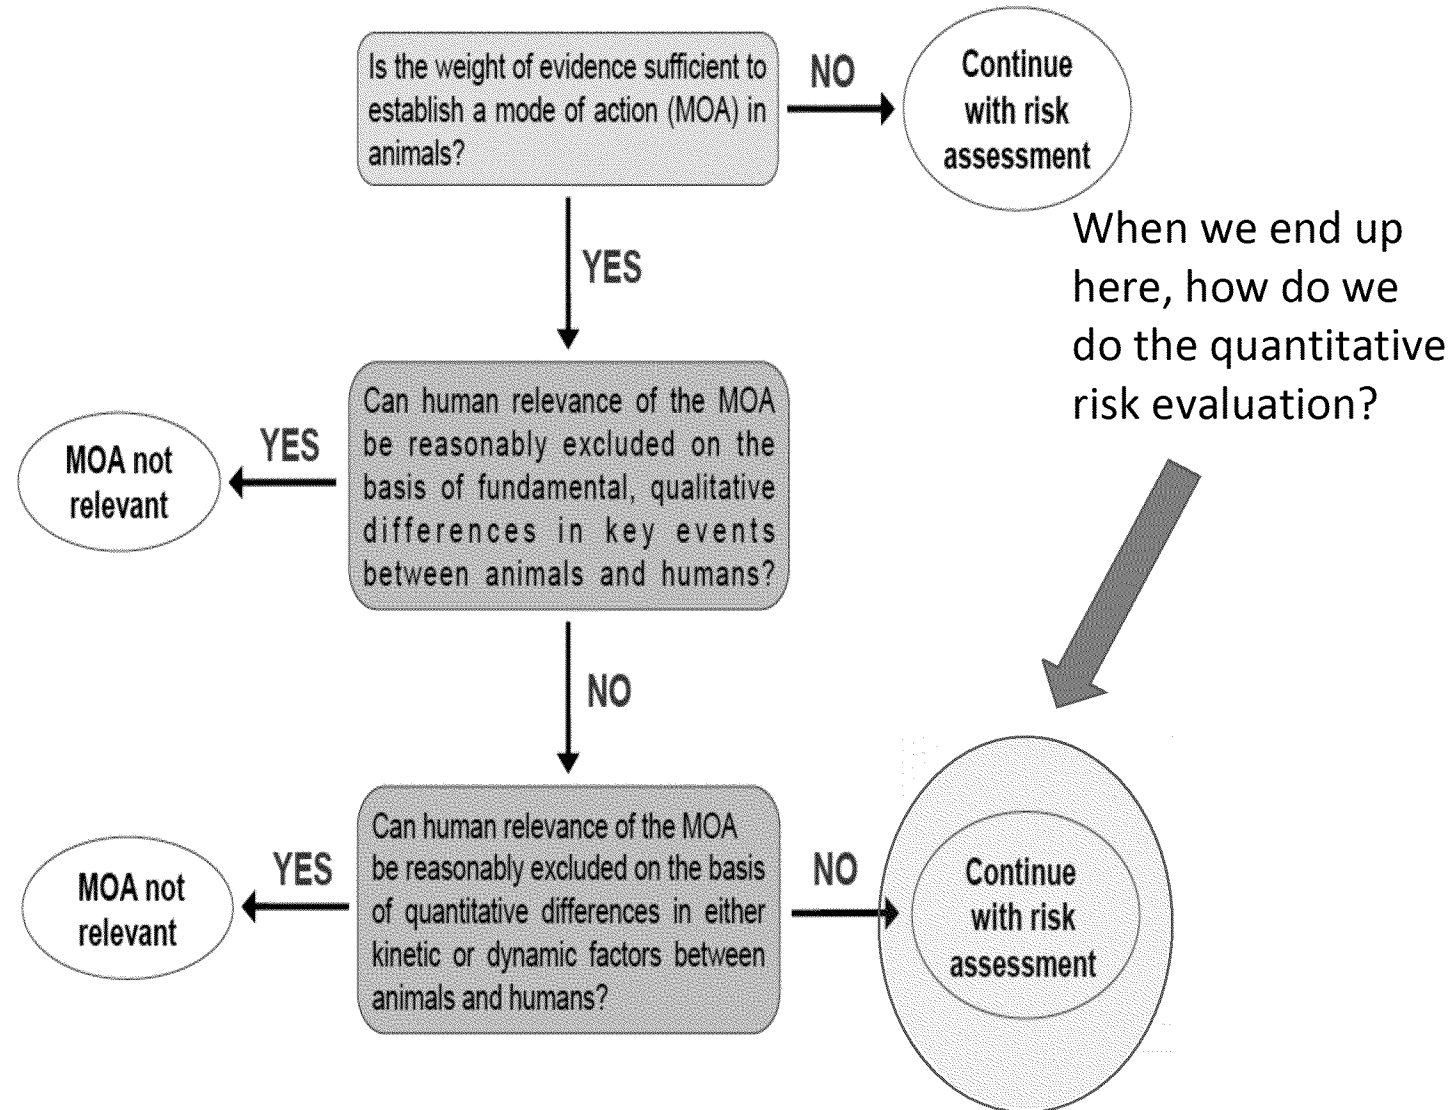 Is the weight of evidence sufficient to
establish a mode of action (MOA) in
animals?
NO
Continue
with risk
assessment
When we end up
here, how do we
do the quantitative
risk evaluation?
YES
Can human relevance of the MOA
be reasonably excluded on the
basis of fundamental, qualitative
differences in key events
between animals and humans?
YES
MOA not
relevant
NO
Can human relevance of the MOA
be reasonably excluded on the basis
of quantitative differences in either
kinetic or dynamic factors between
animals and humans?
YES
MOA not
relevant
NO
Continue
with risk
assessment